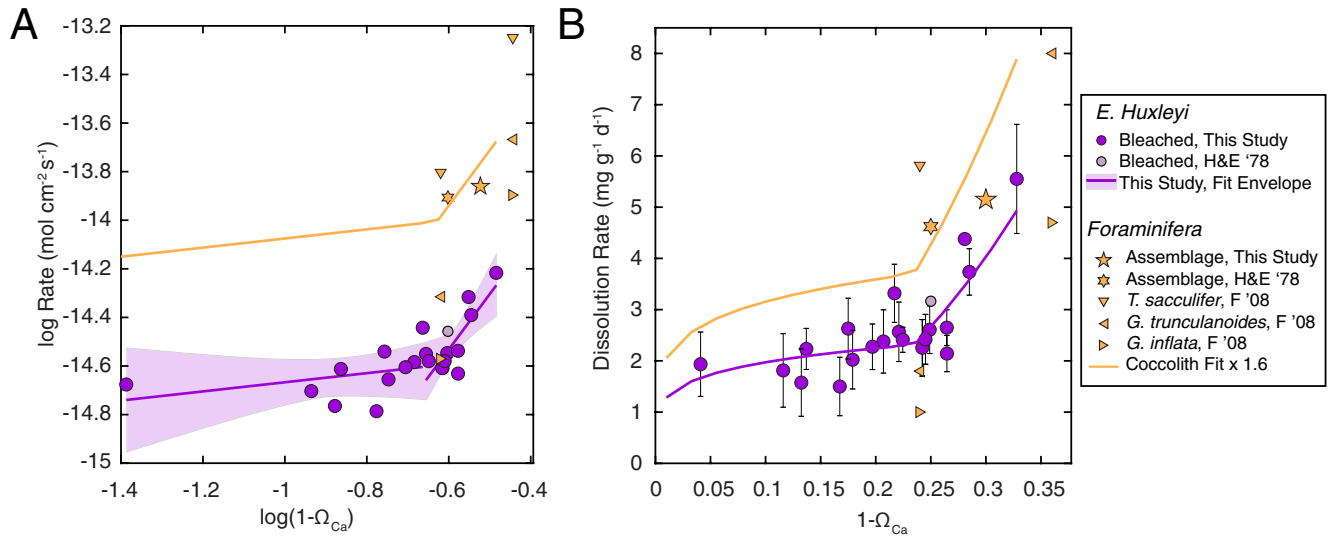 A
-13.2
-13.4
-13.6
-13.8
-14
-14.2
-14.4
-14.6
-14.8
-15
log Rate (mol cm⁻² s⁻¹)
-1.4
-1.2
-1
-0.8
-0.6
-0.4
log(1-Ω_Ca)
B
8
7
6
5
4
3
2
1
0
Dissolution Rate (mg g⁻¹ d⁻¹)
0
0.05
0.1
0.15
0.2
0.25
0.3
0.35
1-Ω_Ca
E. Huxleyi
Bleached, This Study
Bleached, H&E '78
This Study, Fit Envelope
Foraminifera
Assemblage, This Study
Assemblage, H&E '78
T. sacculifer, F '08
G. trunculanoides, F '08
G. inflata, F '08
Coccolith Fit x 1.6